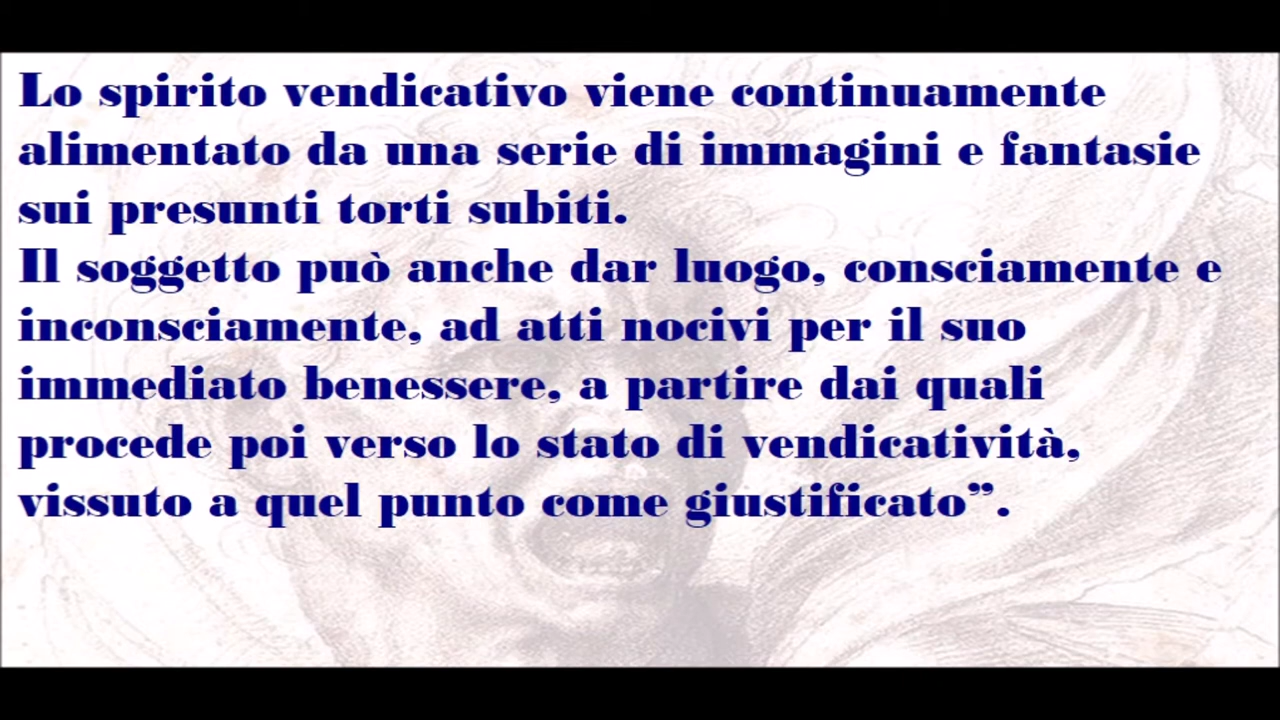 Lo spirito vendicativo viene continuamente
alimentato da una serie di immagini e fantasie
sui presunti torti subiti.
Il soggetto può anche dar luogo, consciamente e
inconsciamente, ad atti nocivi per il suo
immediato benessere, a partire dai quali
procede poi verso lo stato di vendicatività,
vissuto a quel punto come giustificato”.